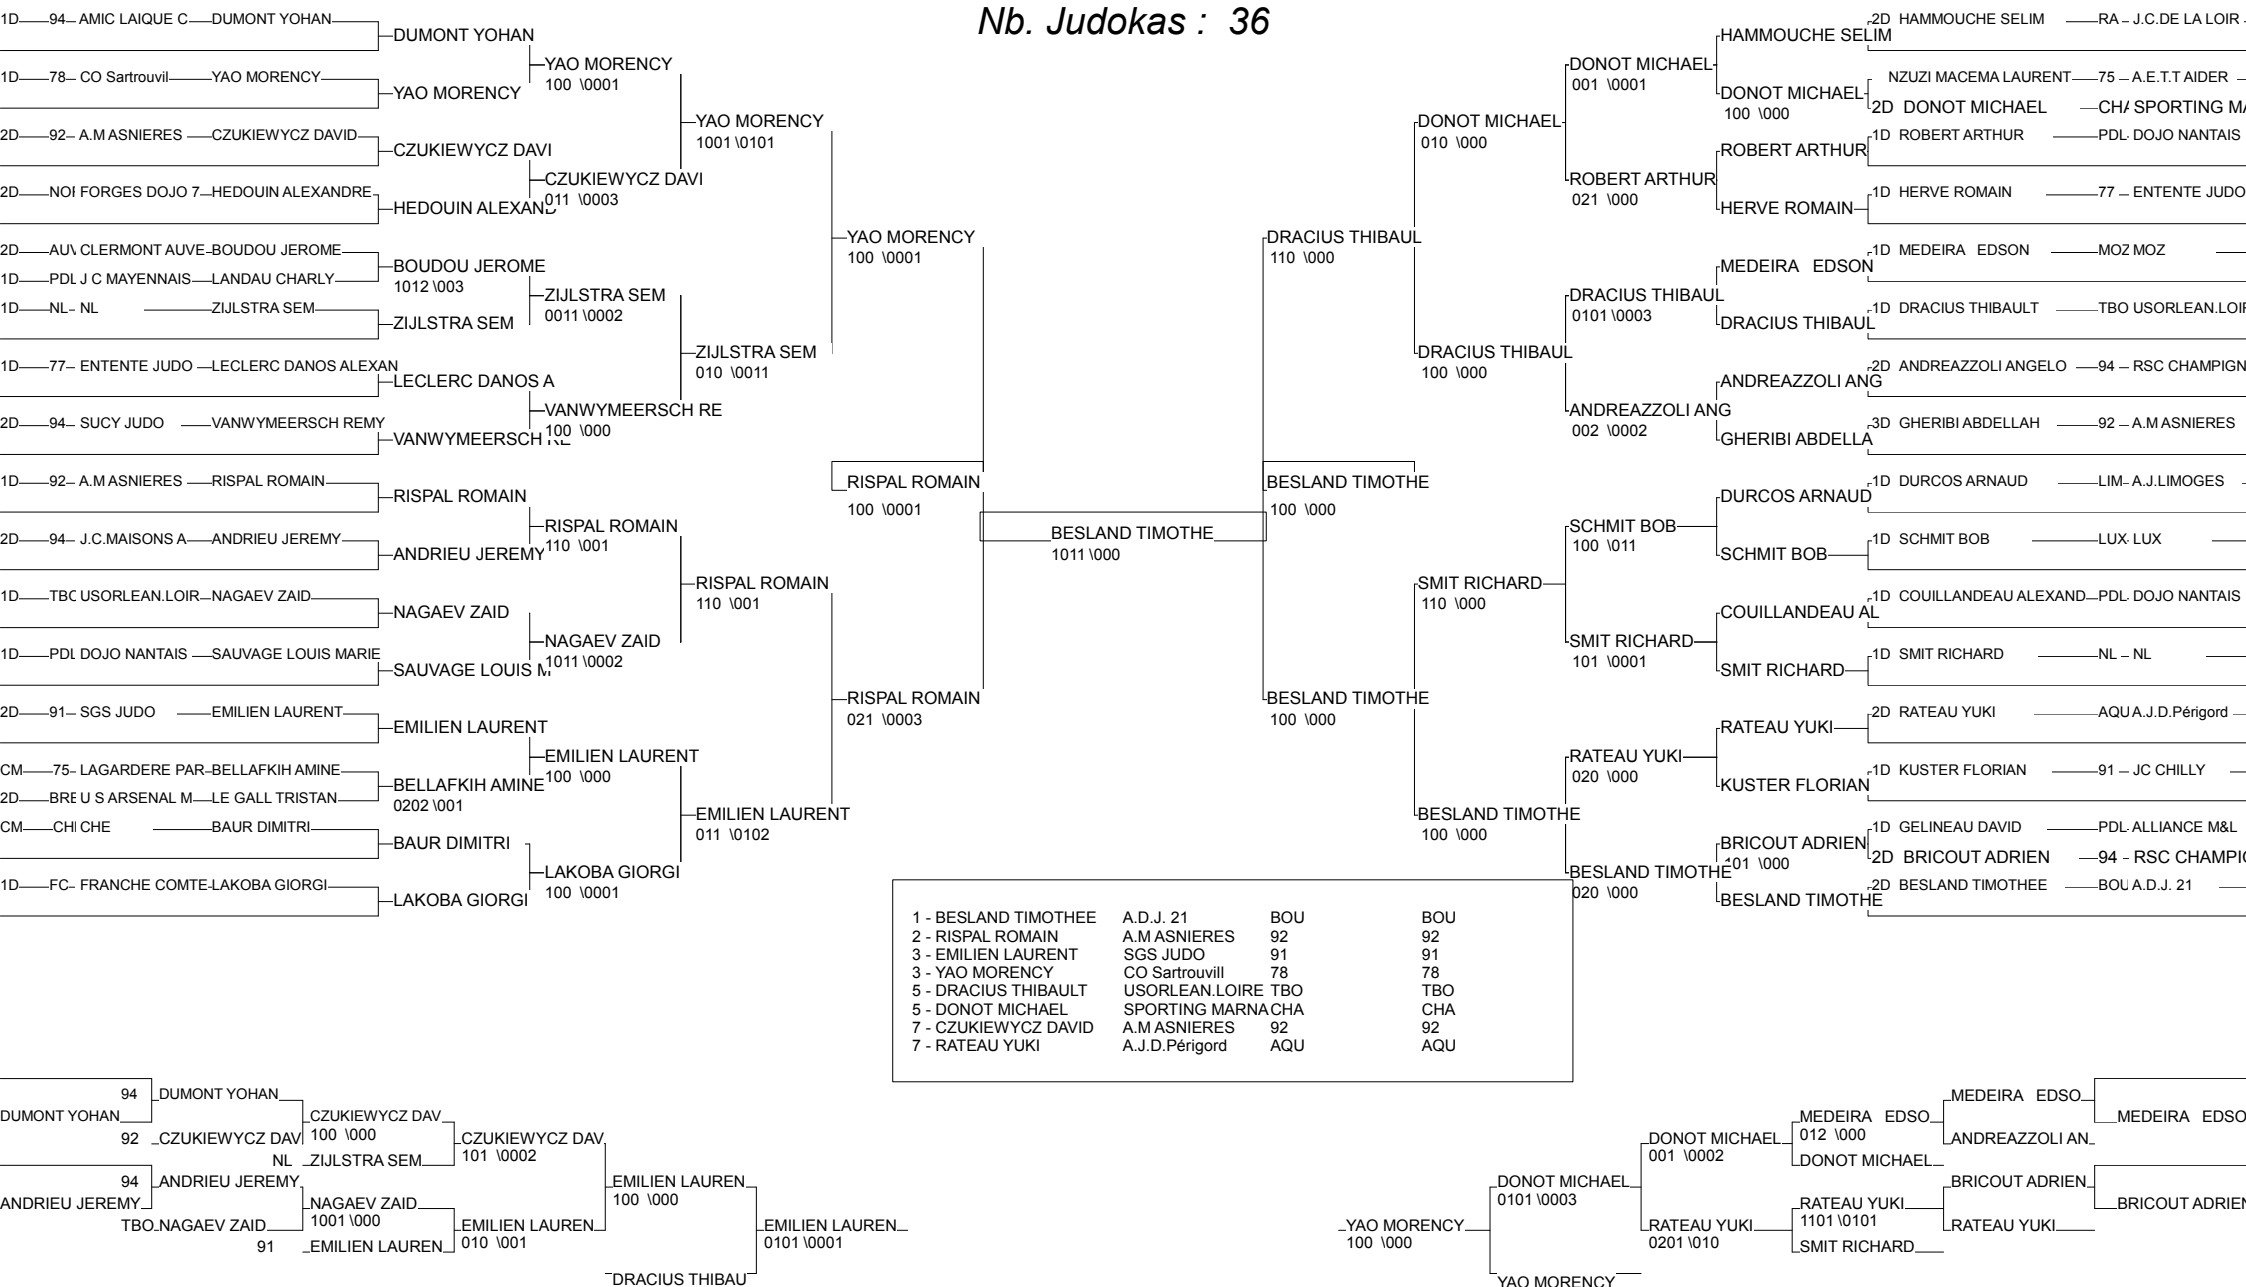 Nb. Judokas : 36
1D 94 AMIC LAIQUE C DUMONT YOHAN
1D 78 CO Sartrouvil YAO MORENCY
2D 92 A.M ASNIERES CZUKIEWYCZ DAVID
2D FORGES DOJO 7 HEDOUIN ALEXANDRE
2D CLERMONT AUVE BOUDOU JEROME
1D PDL J C MAYENNAIS LANDAU CHARLY
1D NL NL ZIJLSTRA SEM
1D 77 ENTENTE JUDO LECLERC DANOS ALEXAN
2D 94 SUCY JUDO VANWYMEERSCH REMY
1D 92 A.M ASNIERES RISPAL ROMAIN
2D 94 J.C.MAISONS A ANDRIEU JEREMY
1D TBO USORLEAN.LOIR NAGAEV ZAID
1D PDL DOJO NANTAIS SAUVAGE LOUIS MARIE
2D 91 SGS JUDO EMILIEN LAURENT
CM 75 LAGARDERE PAR BELLAFKIH AMINE
2D BRE U S ARSENAL M LE GALL TRISTAN
CM CHE BAUR DIMITRI
1D FC FRANCHE COMTE LAKOBA GIORGI
DUMONT YOHAN
YAO MORENCY
CZUKIEWYCZ DAVI
HEDOUIN ALEXAND
BOUDOU JEROME
1012 \003
ZIJLSTRA SEM
LECLERC DANOS A
VANWYMEERSCH RE
RISPAL ROMAIN
ANDRIEU JEREMY
NAGAEV ZAID
SAUVAGE LOUIS M
EMILIEN LAURENT
BELLAFKIH AMINE
0202 \001
BAUR DIMITRI
LAKOBA GIORGI
YAO MORENCY
100 \0001
CZUKIEWYCZ DAVI
011 \0003
ZIJLSTRA SEM
0011 \0002
VANWYMEERSCH RE
100 \000
RISPAL ROMAIN
110 \001
NAGAEV ZAID
1011 \0002
EMILIEN LAURENT
100 \000
LAKOBA GIORGI
100 \0001
YAO MORENCY
1001 \0101
ZIJLSTRA SEM
010 \0011
RISPAL ROMAIN
110 \001
EMILIEN LAURENT
011 \0102
YAO MORENCY
100 \0001
RISPAL ROMAIN
021 \0003
RISPAL ROMAIN
100 \0001
BESLAND TIMOTHE
1011 \000
BESLAND TIMOTHE
100 \000
DRACIUS THIBAUL
110 \000
BESLAND TIMOTHE
100 \000
DONOT MICHAEL
010 \000
DRACIUS THIBAUL
100 \000
SMIT RICHARD
110 \000
BESLAND TIMOTHE
100 \000
DONOT MICHAEL
001 \0001
ROBERT ARTHUR
021 \000
DRACIUS THIBAUL
0101 \0003
ANDREAZZOLI ANG
002 \0002
SCHMIT BOB
100 \011
SMIT RICHARD
101 \0001
RATEAU YUKI
020 \000
BESLAND TIMOTHE
020 \000
HAMMOUCHE SELIM
DONOT MICHAEL
100 \000
ROBERT ARTHUR
HERVE ROMAIN
MEDEIRA EDSON
DRACIUS THIBAUL
ANDREAZZOLI ANG
GHERIBI ABDELLA
DURCOS ARNAUD
SCHMIT BOB
COUILLANDEAU AL
SMIT RICHARD
RATEAU YUKI
KUSTER FLORIAN
BRICOUT ADRIEN
101 \000
BESLAND TIMOTHE
2D HAMMOUCHE SELIM RA J.C.DE LA LOIR
NZUZI MACEMA LAURENT 75 A.E.T.T AIDER
2D DONOT MICHAEL CHA SPORTING MA
1D ROBERT ARTHUR PDL DOJO NANTAIS
1D HERVE ROMAIN 77 ENTENTE JUDO
1D MEDEIRA EDSON MOZ MOZ
1D DRACIUS THIBAULT TBO USORLEAN.LOIR
2D ANDREAZZOLI ANGELO 94 RSC CHAMPIGN
3D GHERIBI ABDELLAH 92 A.M ASNIERES
1D DURCOS ARNAUD LIM A.J.LIMOGES
1D SCHMIT BOB LUX LUX
1D COUILLANDEAU ALEXAND PDL DOJO NANTAIS
1D SMIT RICHARD NL NL
2D RATEAU YUKI AQU A.J.D.Périgord
1D KUSTER FLORIAN 91 JC CHILLY
1D GELINEAU DAVID PDL ALLIANCE M&L
2D BRICOUT ADRIEN 94 RSC CHAMPIG
2D BESLAND TIMOTHEE BOU A.D.J. 21
1 - BESLAND TIMOTHEE A.D.J. 21 BOU BOU
2 - RISPAL ROMAIN A.M ASNIERES 92 92
3 - EMILIEN LAURENT SGS JUDO 91 91
3 - YAO MORENCY CO Sartrouvill 78 78
5 - DRACIUS THIBAULT USORLEAN.LOIRE TBO TBO
5 - DONOT MICHAEL SPORTING MARNA CHA CHA
7 - CZUKIEWYCZ DAVID A.M ASNIERES 92 92
7 - RATEAU YUKI A.J.D.Périgord AQU AQU
94 DUMONT YOHAN
DUMONT YOHAN
92 CZUKIEWYCZ DAV
NL ZIJLSTRA SEM
94 ANDRIEU JEREMY
ANDRIEU JEREMY
TBO NAGAEV ZAID
91 EMILIEN LAUREN
CZUKIEWYCZ DAV
100 \000
NAGAEV ZAID
1001 \000
CZUKIEWYCZ DAV
101 \0002
EMILIEN LAUREN
010 \001
EMILIEN LAUREN
100 \000
DRACIUS THIBAU
EMILIEN LAUREN
0101 \0001
YAO MORENCY
100 \000
DONOT MICHAEL
0101 \0003
YAO MORENCY
DONOT MICHAEL
001 \0002
RATEAU YUKI
0201 \010
MEDEIRA EDSO
012 \000
DONOT MICHAEL
RATEAU YUKI
1101 \0101
SMIT RICHARD
MEDEIRA EDSO
ANDREAZZOLI AN
BRICOUT ADRIEN
RATEAU YUKI
MEDEIRA EDSO
BRICOUT ADRIEN